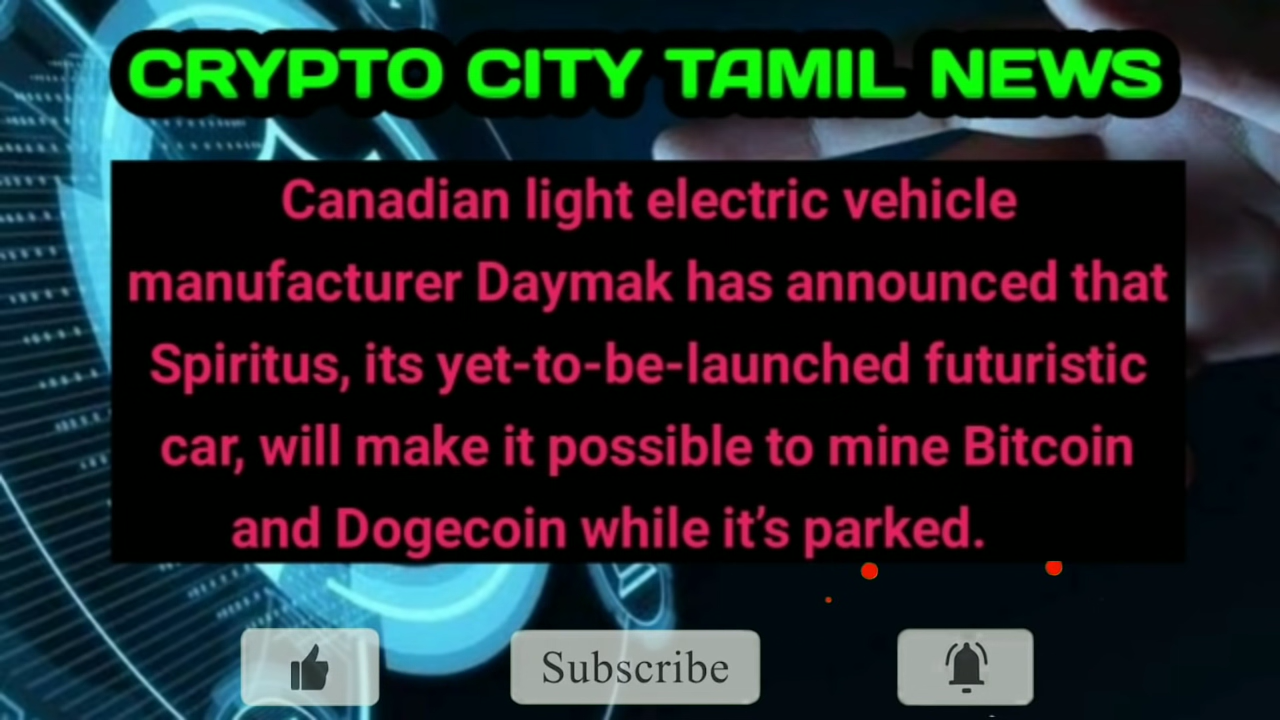 CRYPTO CITY TAMIL NEWS
Canadian light electric vehicle
manufacturer Daymak has announced that
Spiritus, its yet-to-be-launched futuristic
car, will make it possible to mine Bitcoin
and Dogecoin while it’s parked.
Subscribe